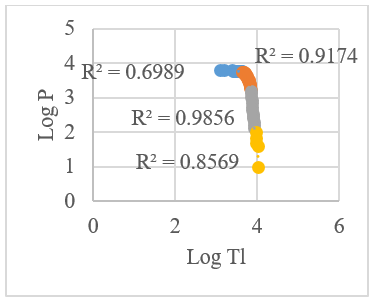 5
R² = 0.9174
4
R² = 0.6989
3
Log P
R² = 0.9856
2
R² = 0.8569
1
0
0 2 4 6
Log Tl